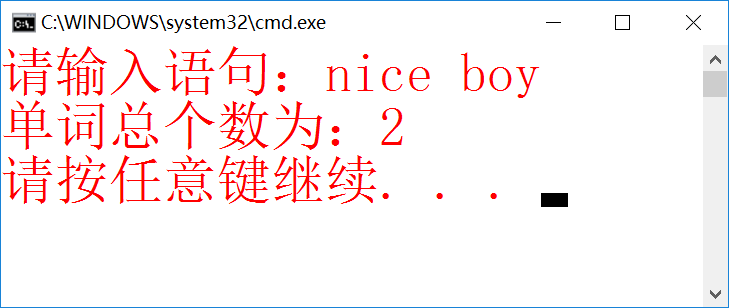 C:\WINDOWS\system32\cmd.exe
请输入语句：nice boy
单词总个数为：2
请按任意键继续. . .